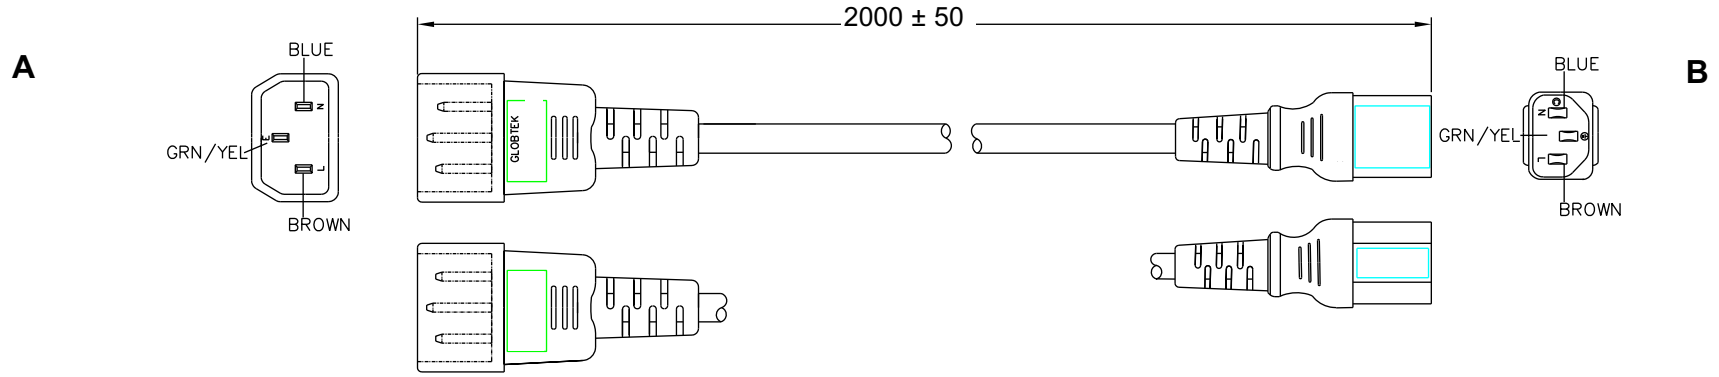 2000 ± 50
A
BLUE
N
E
GRN/YEL
L
BROWN
GLOBTEK
B
BLUE
N
GRN/YEL
L
BROWN